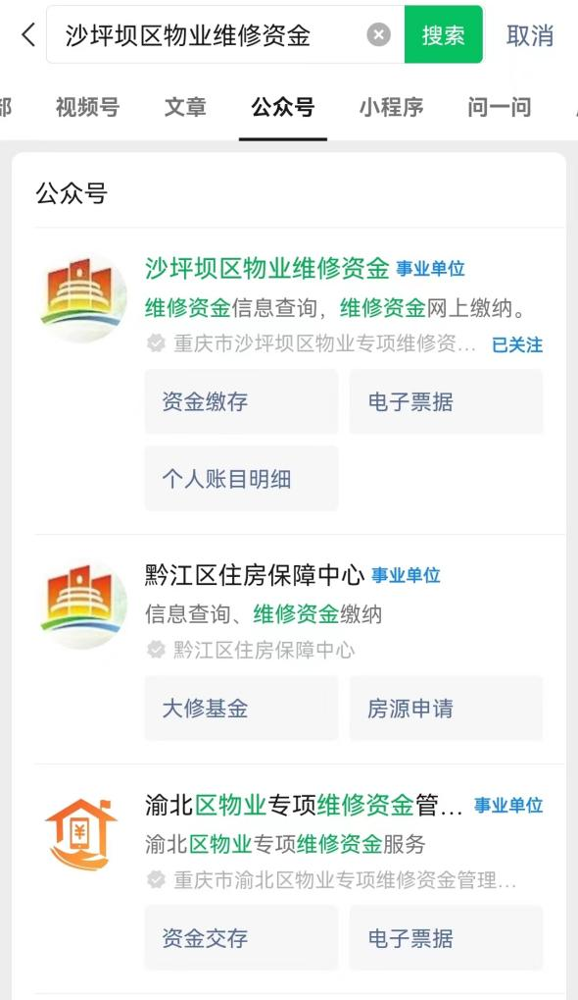 沙坪坝区物业维修资金
搜索
取消
部 视频号 文章 公众号 小程序 问一问
公众号
沙坪坝区物业维修资金 事业单位
维修资金信息查询，维修资金网上缴纳。
重庆市沙坪坝区物业专项维修资... 已关注
资金缴存 电子票据
个人账目明细
黔江区住房保障中心 事业单位
信息查询、维修资金缴纳
黔江区住房保障中心
大修基金 房源申请
渝北区物业专项维修资金管... 事业单位
渝北区物业专项维修资金服务
重庆市渝北区物业专项维修资金管理...
资金交存 电子票据